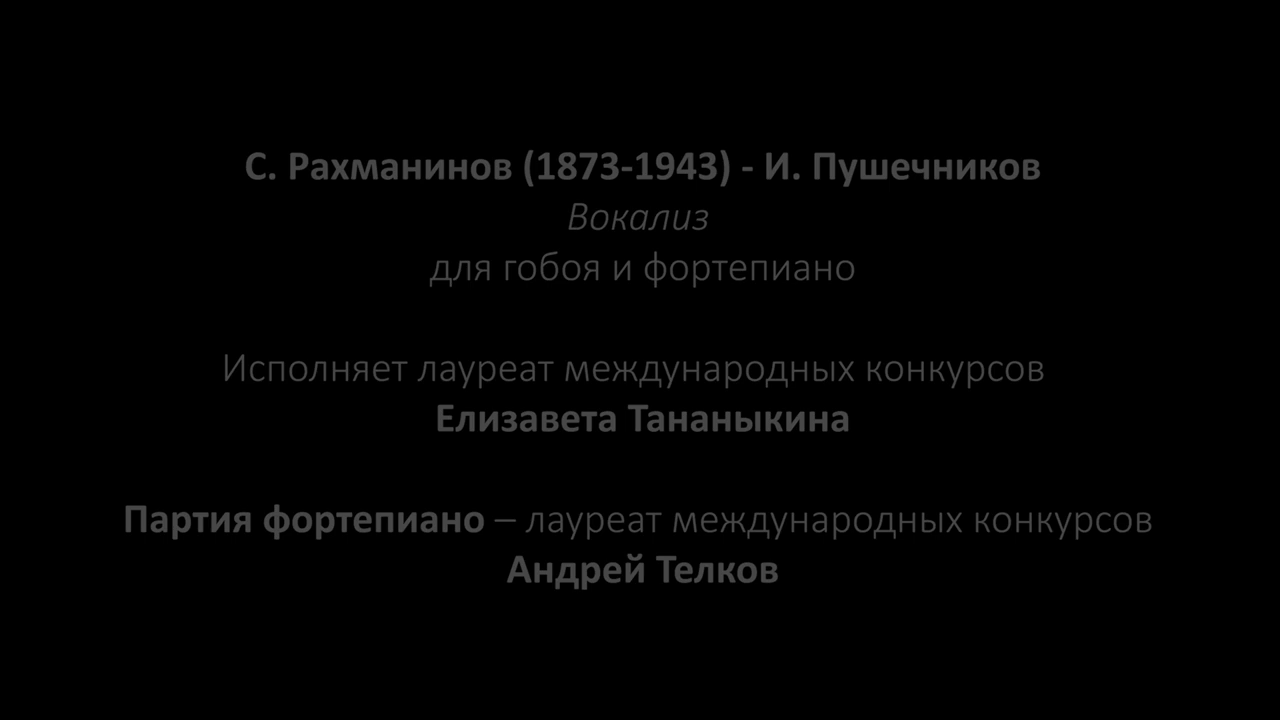 С. Рахманинов (1873-1943) - И. Пушечников
Вокализ
для гобоя и фортепиано
Исполняет лауреат международных конкурсов
Елизавета Тананыкина
Партия фортепиано – лауреат международных конкурсов
Андрей Телков